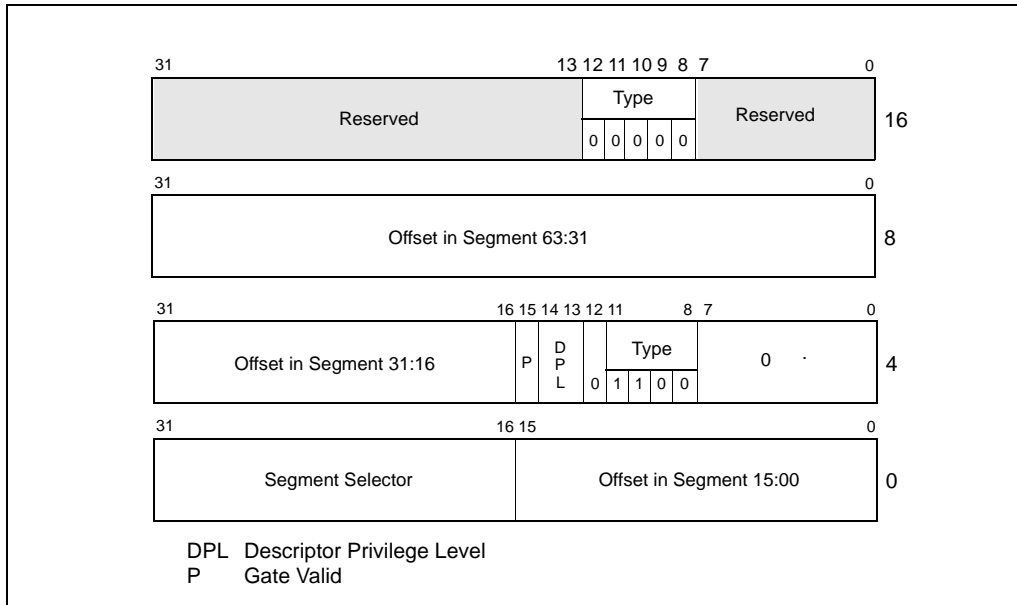 31 13 12 11 10 9 8 7 0
Type
Reserved Reserved 16
0 0 0 0 0
31 0
Offset in Segment 63:31 8
31 16 15 14 13 12 11 8 7 0
Offset in Segment 31:16 P D P L Type 0 . 4
0 1 1 0 0
31 16 15 0
Segment Selector Offset in Segment 15:00 0
DPL Descriptor Privilege Level
P Gate Valid